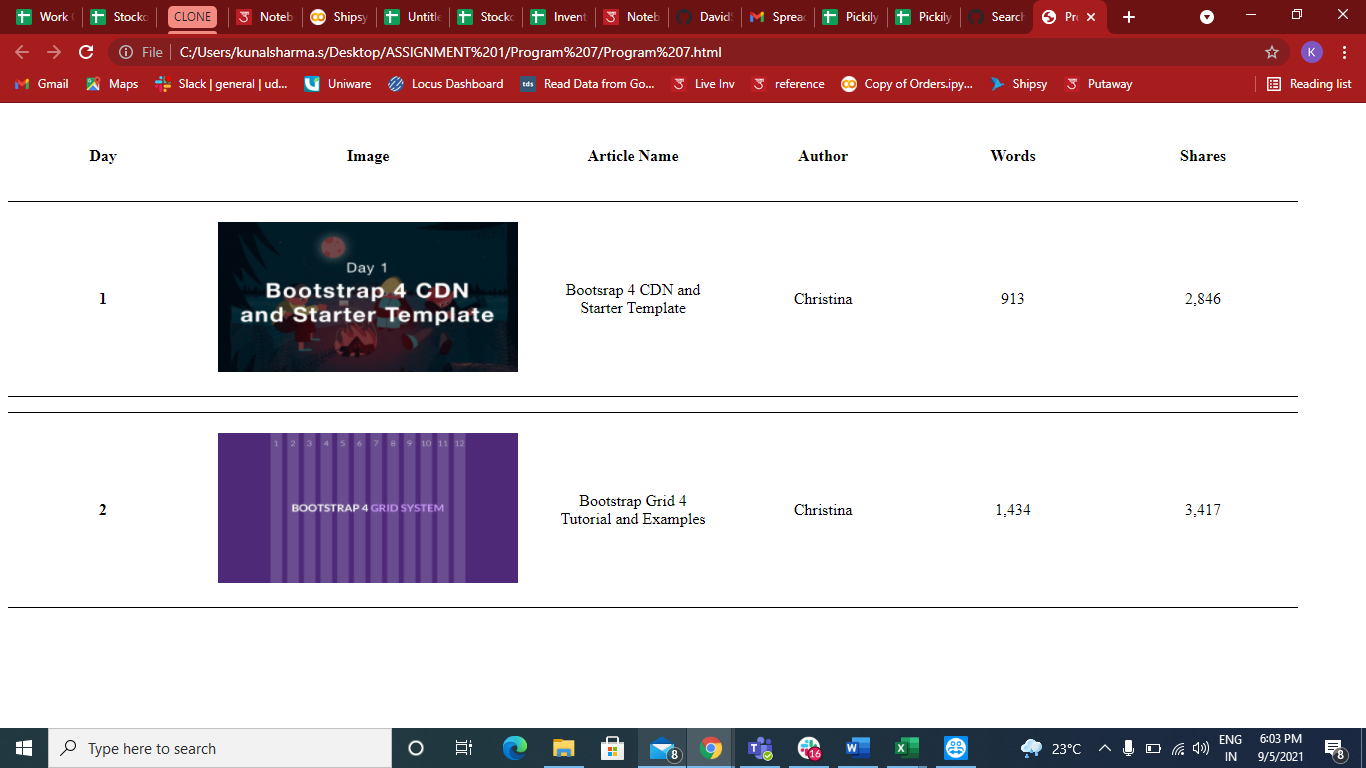 Work
Stocko
CLONE
Noteb
Shipsy
Untitle
Stocko
Invent
Noteb
DavidS
Spread
Pickily
Pickily
Search
Pro
File
C:/Users/kunalsharma.s/Desktop/ASSIGNMENT%201/Program%207/Program%207.html
K
Gmail
Maps
Slack | general | ud...
Uniware
Locus Dashboard
tds
Read Data from Go...
Live Inv
reference
Copy of Orders.ipy...
Shipsy
Putaway
Reading list
Day Image Article Name Author Words Shares
Day 1
Bootstrap 4 CDN
and Starter Template
1
Bootsrap 4 CDN and
Starter Template
Christina 913 2,846
1 2 3 4 5 6 7 8 9 10 11 12
BOOTSTRAP 4 GRID SYSTEM
2
Bootstrap Grid 4
Tutorial and Examples
Christina 1,434 3,417
Type here to search
8
16
23°C
ENG
IN
6:03 PM
9/5/2021
8